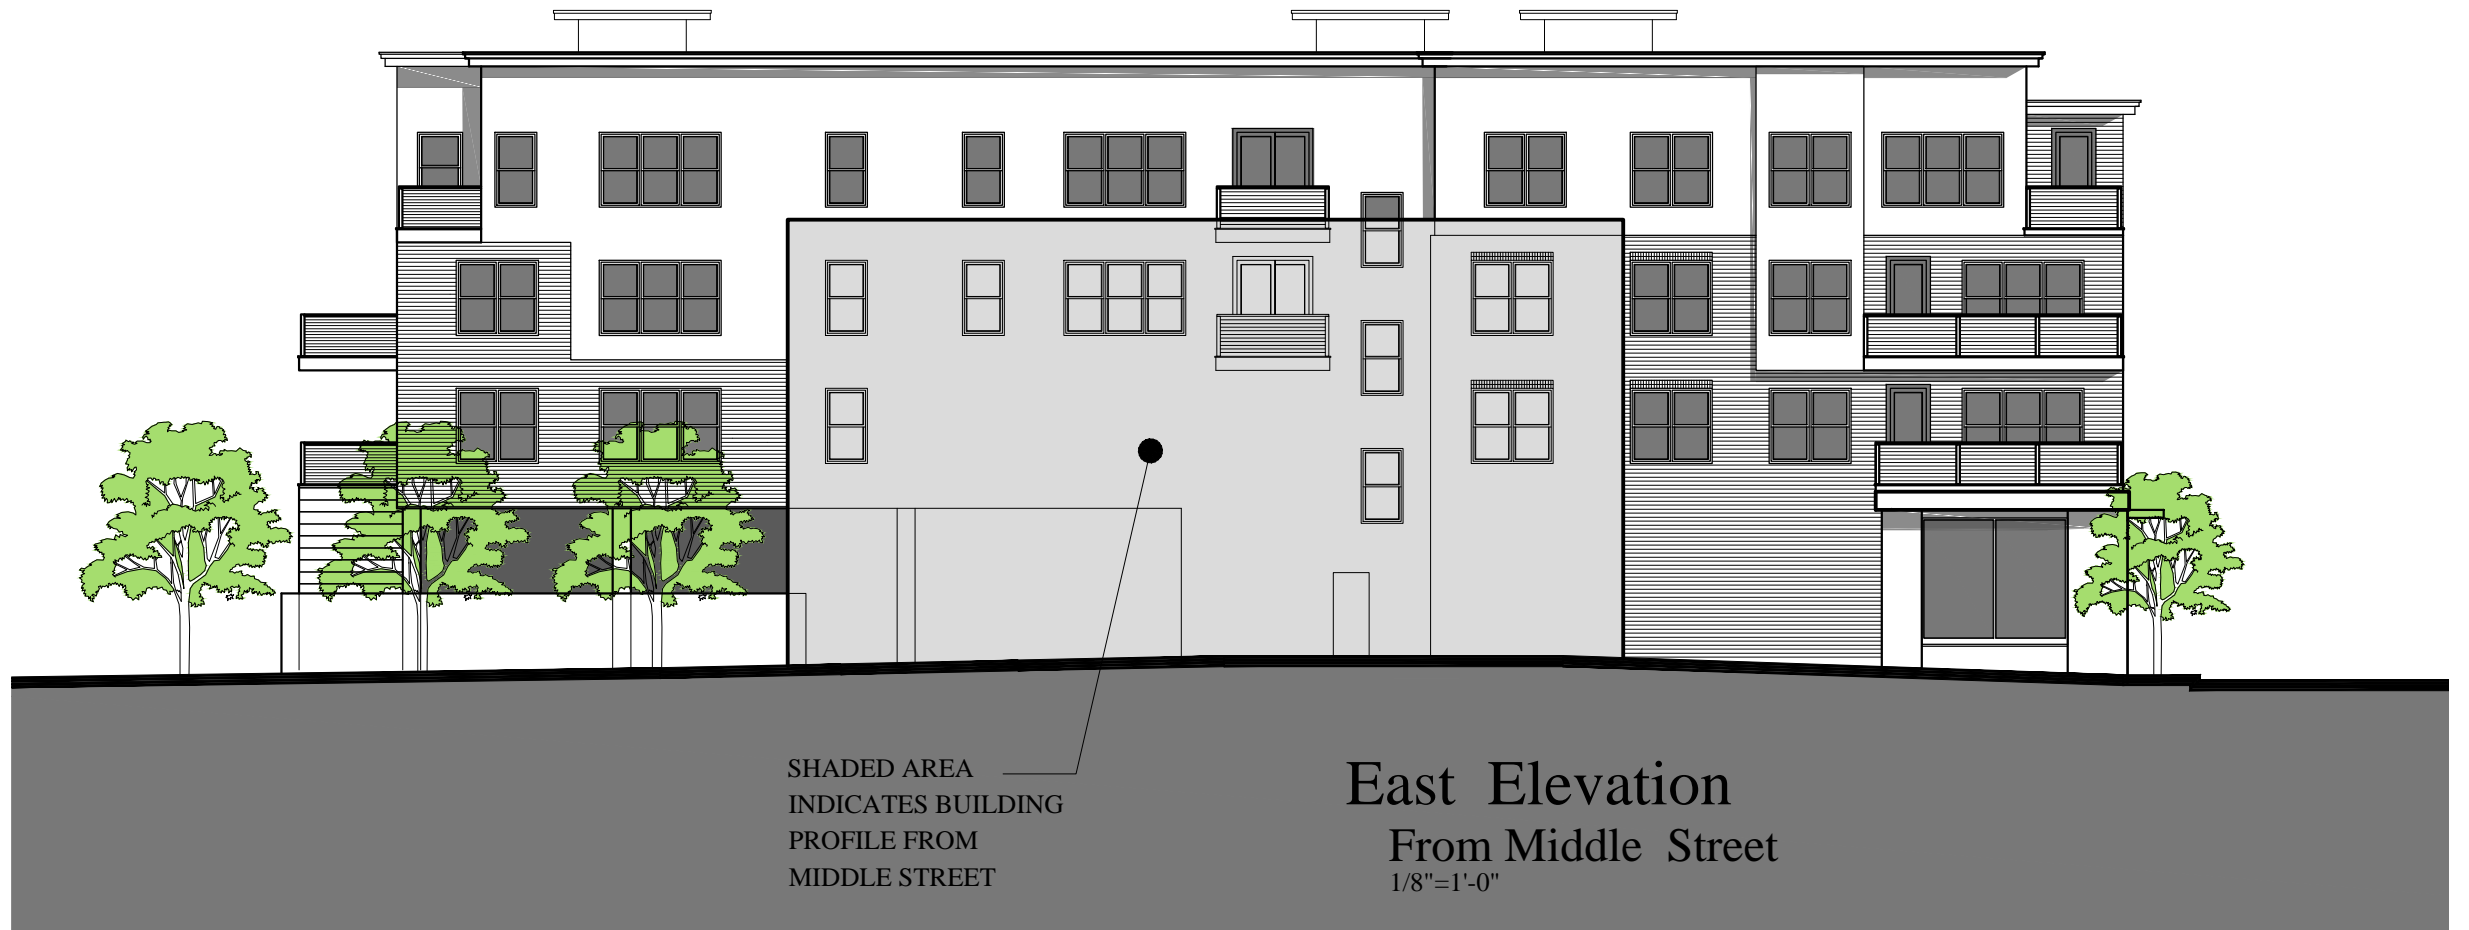 SHADED AREA
INDICATES BUILDING
PROFILE FROM
MIDDLE STREET
East Elevation
From Middle Street
1/8"=1'-0"